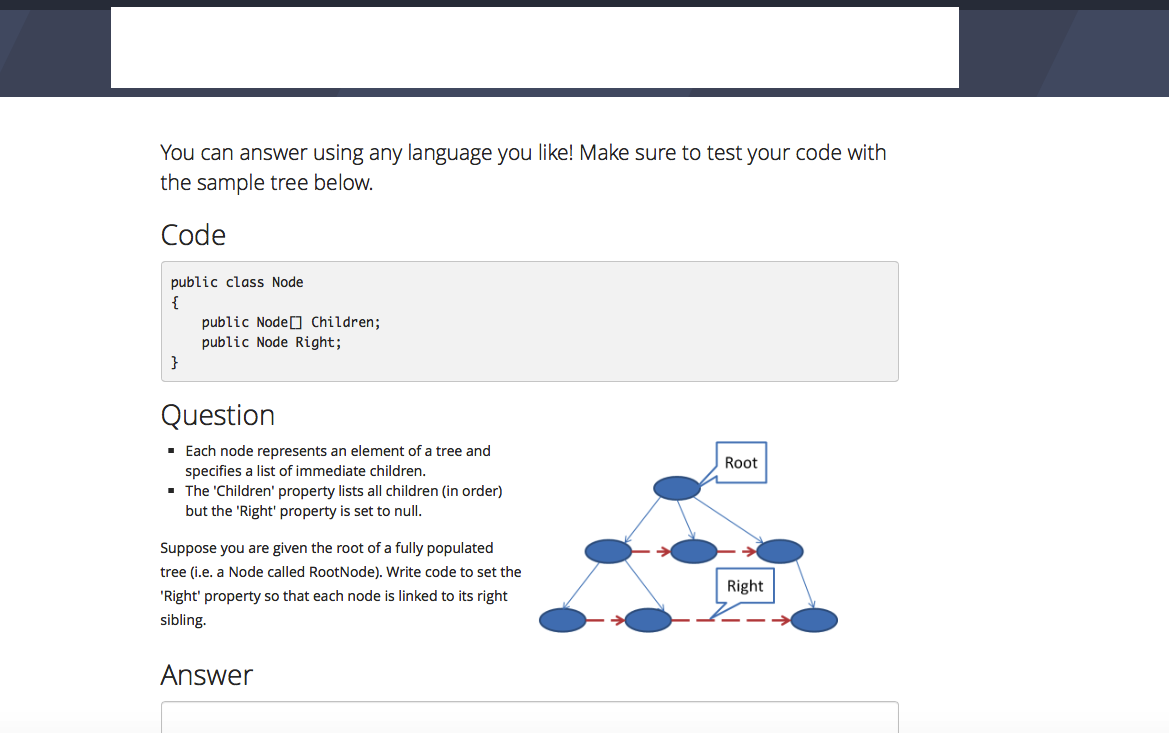 You can answer using any language you like! Make sure to test your code with
the sample tree below.
Code
public class Node
{
public Node[] Children;
public Node Right;
}
Question
▪ Each node represents an element of a tree and
specifies a list of immediate children.
▪ The 'Children' property lists all children (in order)
but the 'Right' property is set to null.
Suppose you are given the root of a fully populated
tree (i.e. a Node called RootNode). Write code to set the
'Right' property so that each node is linked to its right
sibling.
Root
Right
Answer